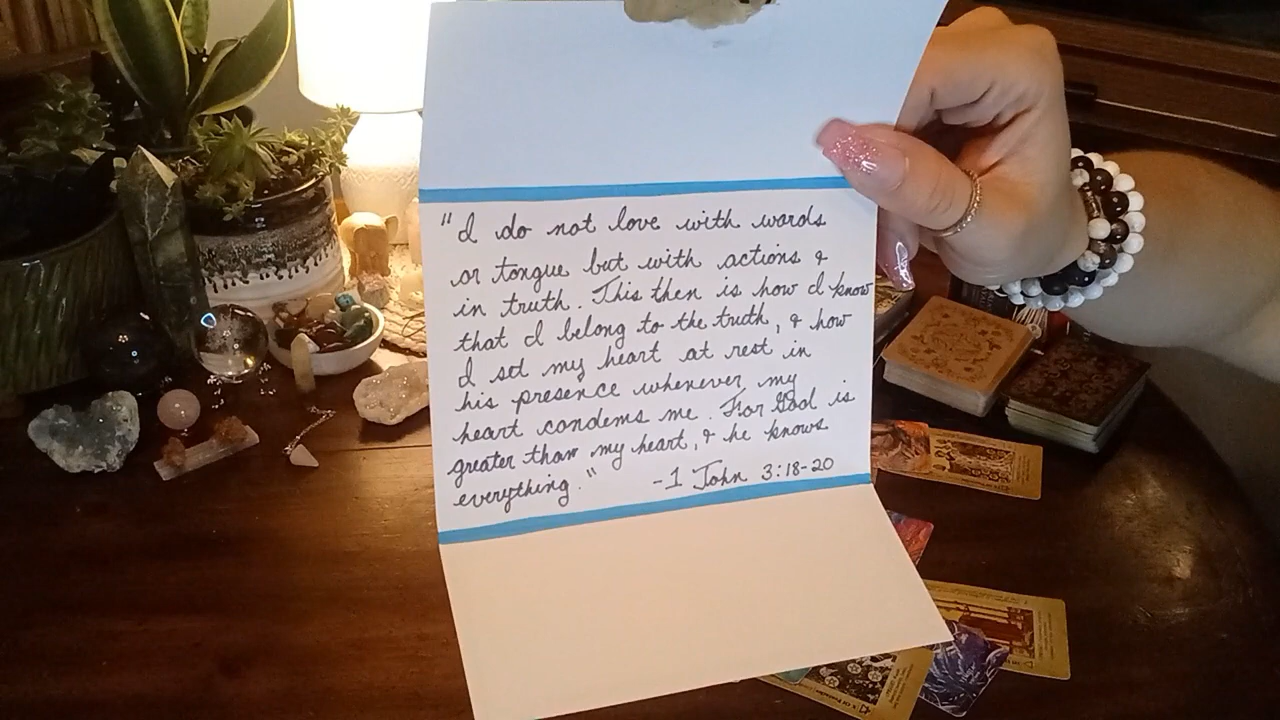 "I do not love with words
or tongue but with actions &
in truth. This then is how I know
that I belong to the truth, & how
I set my heart at rest in
his presence whenever my
heart condems me. For God is
greater than my heart, & he knows
everything."
-1 John 3:18-20